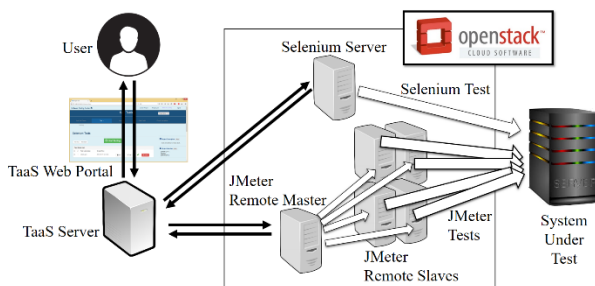 User
Selenium Server
openstack™
CLOUD SOFTWARE
Selenium Test
TaaS Web Portal
JMeter
Remote Master
TaaS Server
JMeter
Tests
JMeter
Remote Slaves
System
Under
Test